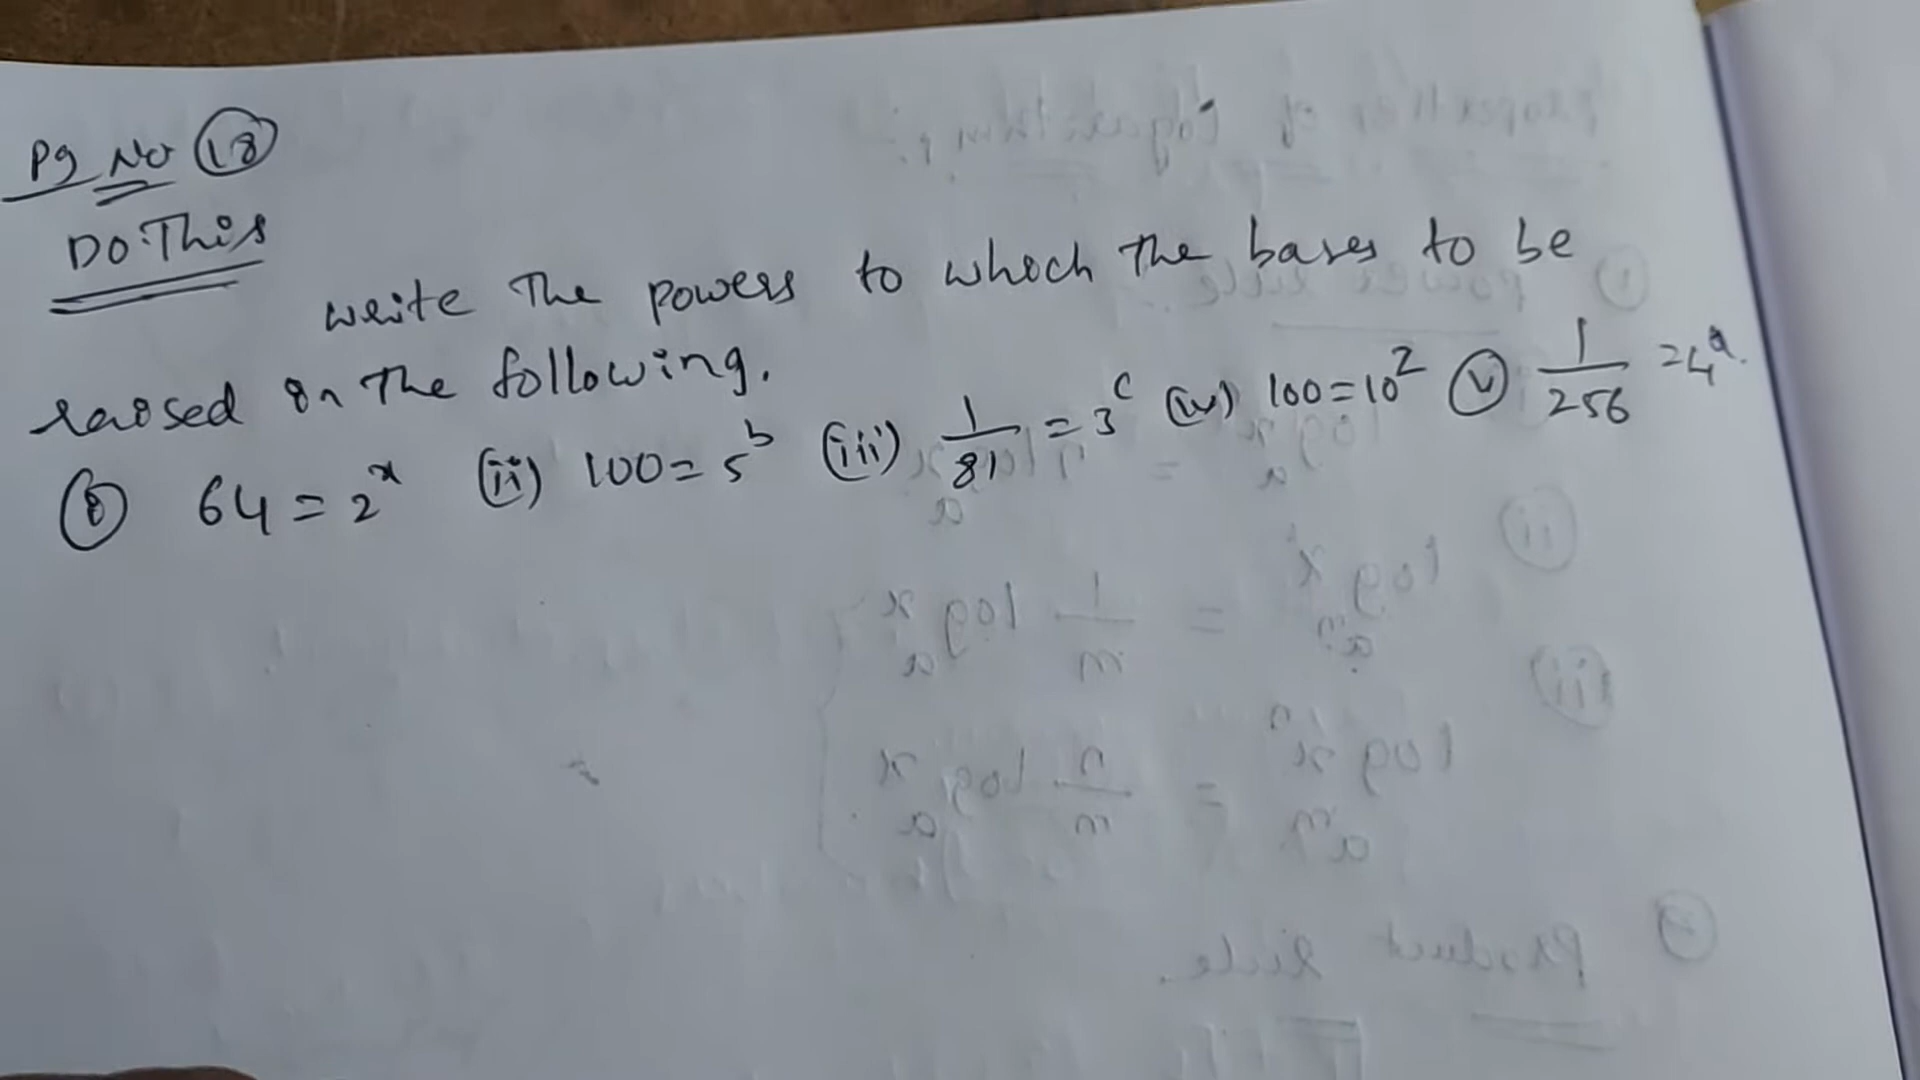 Pg No (18)
Do This
write The powers to which the bases to be
raised in The following.
(i) 64 = 2^x (ii) 100 = 5^b (iii) 1/81 = 3^c (iv) 100 = 10^2 (v) 1/256 = 4^a.